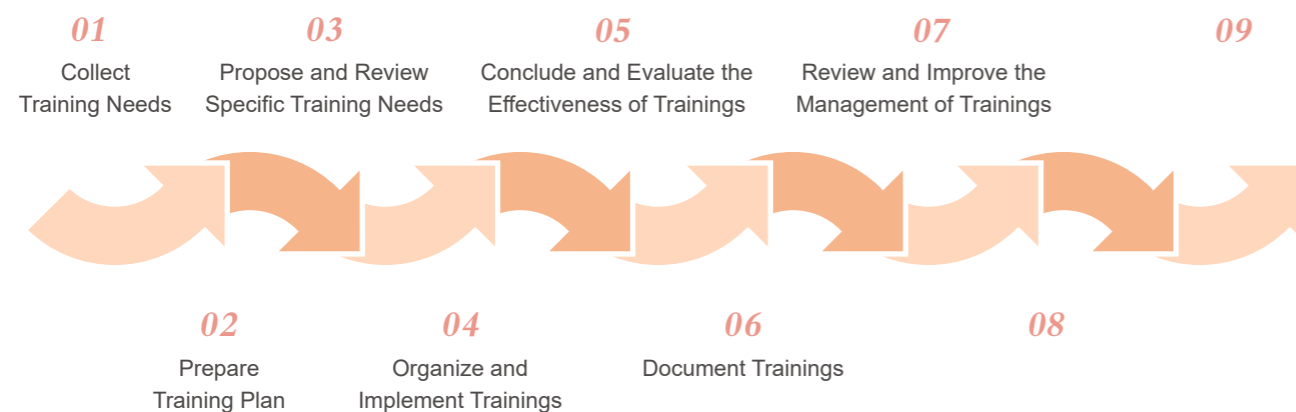 01
Collect
Training Needs
02
Prepare
Training Plan
03
Propose and Review
Specific Training Needs
04
Organize and
Implement Trainings
05
Conclude and Evaluate the
Effectiveness of Trainings
06
Document Trainings
07
Review and Improve the
Management of Trainings
08
09